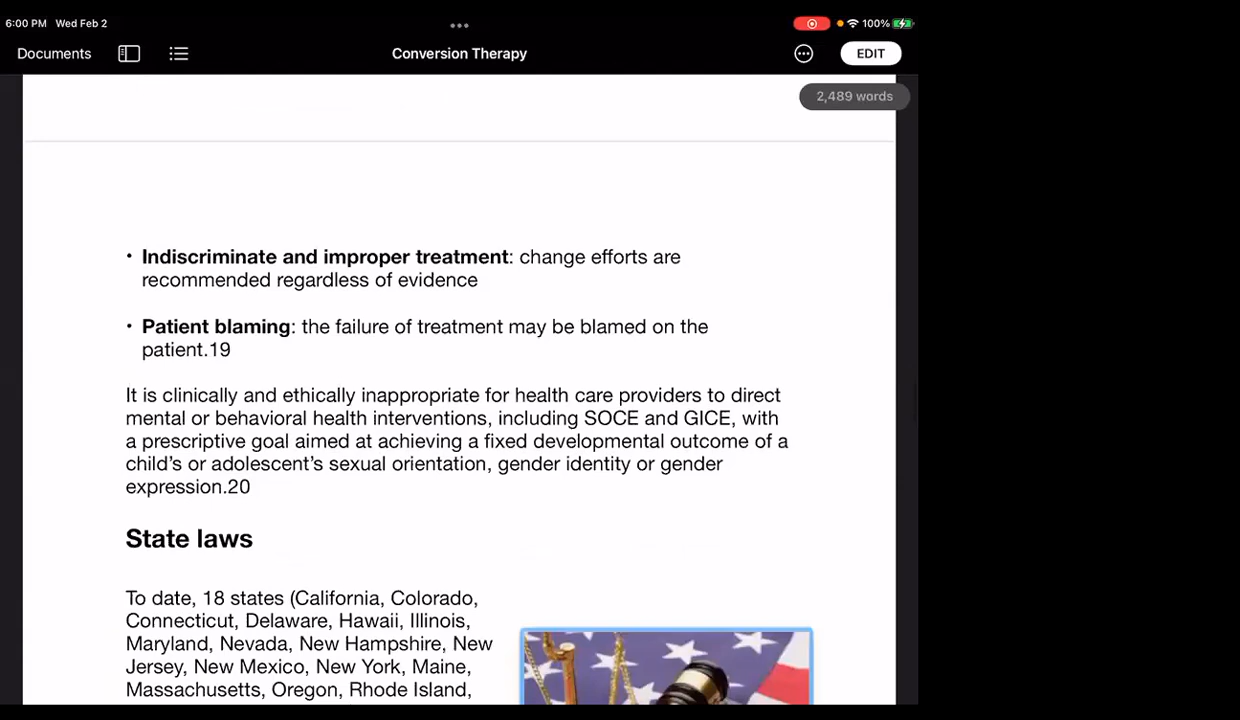 6:00 PM Wed Feb 2
100%
Documents
Conversion Therapy
EDIT
2,489 words
• Indiscriminate and improper treatment: change efforts are
recommended regardless of evidence
• Patient blaming: the failure of treatment may be blamed on the
patient.19
It is clinically and ethically inappropriate for health care providers to direct
mental or behavioral health interventions, including SOCE and GICE, with
a prescriptive goal aimed at achieving a fixed developmental outcome of a
child’s or adolescent’s sexual orientation, gender identity or gender
expression.20
State laws
To date, 18 states (California, Colorado,
Connecticut, Delaware, Hawaii, Illinois,
Maryland, Nevada, New Hampshire, New
Jersey, New Mexico, New York, Maine,
Massachusetts, Oregon, Rhode Island,